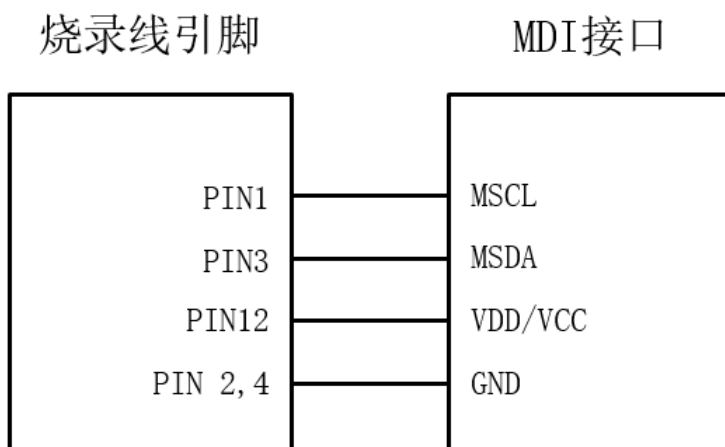 烧录线引脚 MDI接口
PIN1 MSCL
PIN3 MSDA
PIN12 VDD/VCC
PIN 2,4 GND